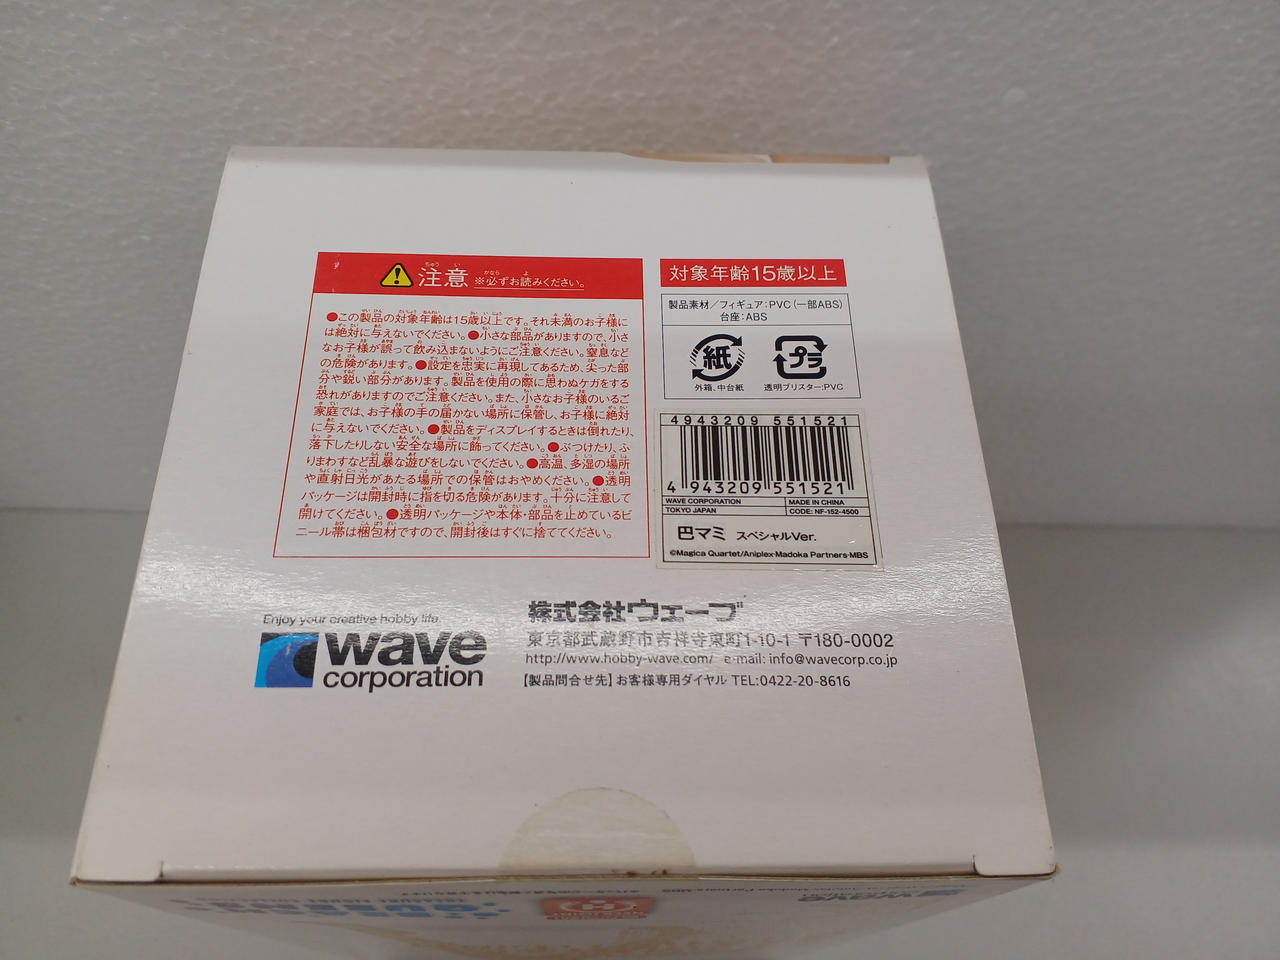 注意 ※必ずお読みください。
●この製品の対象年齢は15歳以上です。それ未満のお子様に
は絶対に与えないでください。●小さな部品がありますので、小さ
なお子様が誤って飲み込まないようにご注意ください。窒息など
の危険があります。●設定を忠実に再現してあるため、尖った部
分や鋭い部分があります。製品を使用の際に思わぬケガをする
恐れがありますのでご注意ください。また、小さなお子様のいるご
家庭では、お子様の手の届かない場所に保管し、お子様に絶対
に与えないでください。●製品をディスプレイするときは倒れたり、
落下したりしない安全な場所に飾ってください。●ぶつけたり、ふ
りまわすなど乱暴な遊びをしないでください。●高温、多湿の場所
や直射日光があたる場所での保管はおやめください。●透明
パッケージは開封時に指を切る危険があります。十分に注意して
開けてください。●透明パッケージや本体・部品を止めているビ
ニール帯は梱包材ですので、開封後はすぐに捨ててください。
対象年齢15歳以上
製品素材/フィギュア:PVC(一部ABS)
台座:ABS
紙 プラ
外箱、中台紙 透明ブリスター:PVC
4943209 551521
4 943209 551521
WAVE CORPORATION MADE IN CHINA
TOKYO JAPAN CODE: NF-152-4500
巴マミ スペシャルVer.
©Magica Quartet/Aniplex・Madoka Partners・MBS
Enjoy your creative hobby life
wave
corporation
株式会社ウェーブ
東京都武蔵野市吉祥寺東町1-10-1 〒180-0002
http://www.hobby-wave.com/ e-mail: info@wavecorp.co.jp
【製品問合せ先】お客様専用ダイヤル TEL:0422-20-8616